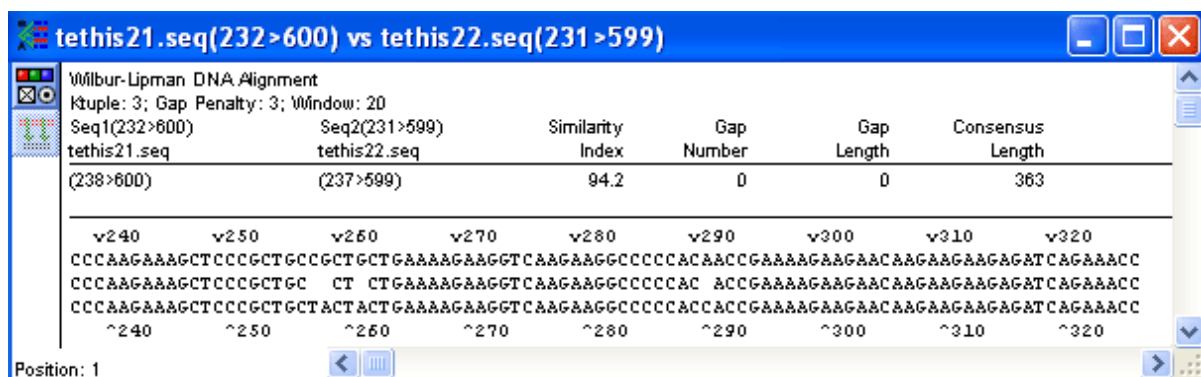 tethis21.seq(232>600) vs tethis22.seq(231>599)
Wilbur-Lipman DNA Alignment
Ktuple: 3; Gap Penalty: 3; Window: 20
Seq1(232>600) Seq2(231>599) Similarity Gap Gap Consensus
tethis21.seq tethis22.seq Index Number Length Length
(238>600) (237>599) 94.2 0 0 363
v240 v250 v260 v270 v280 v290 v300 v310 v320
CCCAAGAAAGCTCCCGCTGCCGCTGCTGAAAAGAAGGTCAAGAAGGCCCCCACAACCGAAAAGAAGAACAAGAAGAAGAGATCAGAAACC
CCCAAGAAAGCTCCCGCTGC  CT CTGAAAAGAAGGTCAAGAAGGCCCCCAC ACCGAAAAGAAGAACAAGAAGAAGAGATCAGAAACC
CCCAAGAAAGCTCCCGCTGCTACTACTGAAAAGAAGGTCAAGAAGGCCCCCACCACCGAAAAGAAGAACAAGAAGAAGAGATCAGAAACC
^240 ^250 ^260 ^270 ^280 ^290 ^300 ^310 ^320
Position: 1